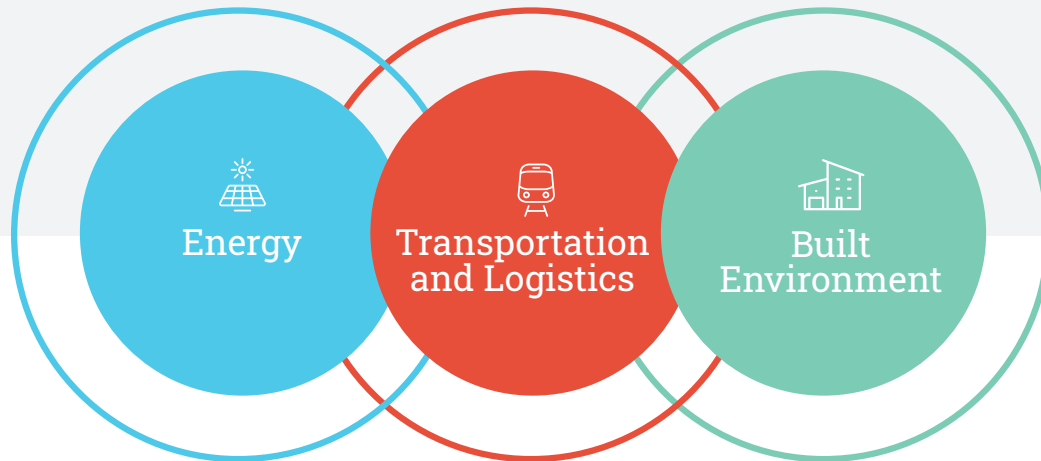 Energy
Transportation
and Logistics
Built
Environment